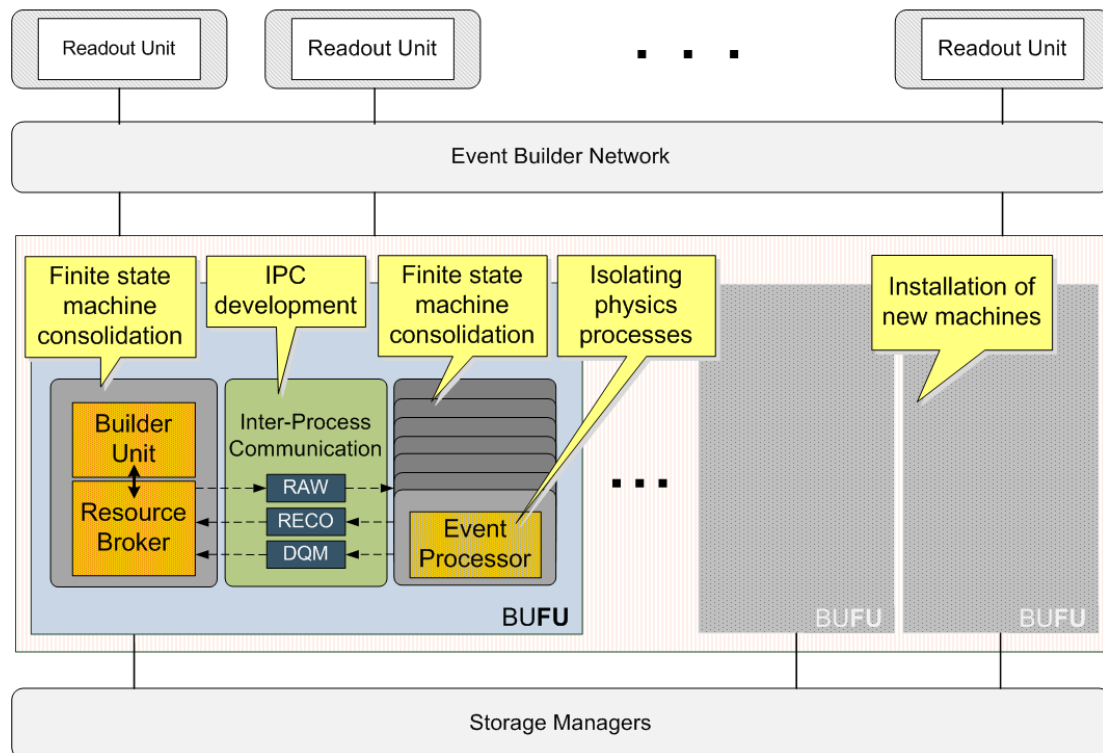 Readout Unit
Readout Unit
. . .
Readout Unit
Event Builder Network
Finite state
machine
consolidation
IPC
development
Finite state
machine
consolidation
Isolating
physics
processes
Installation of
new machines
Builder
Unit
Resource
Broker
Inter-Process
Communication
RAW
RECO
DQM
Event
Processor
...
BUFU
BUFU
BUFU
Storage Managers